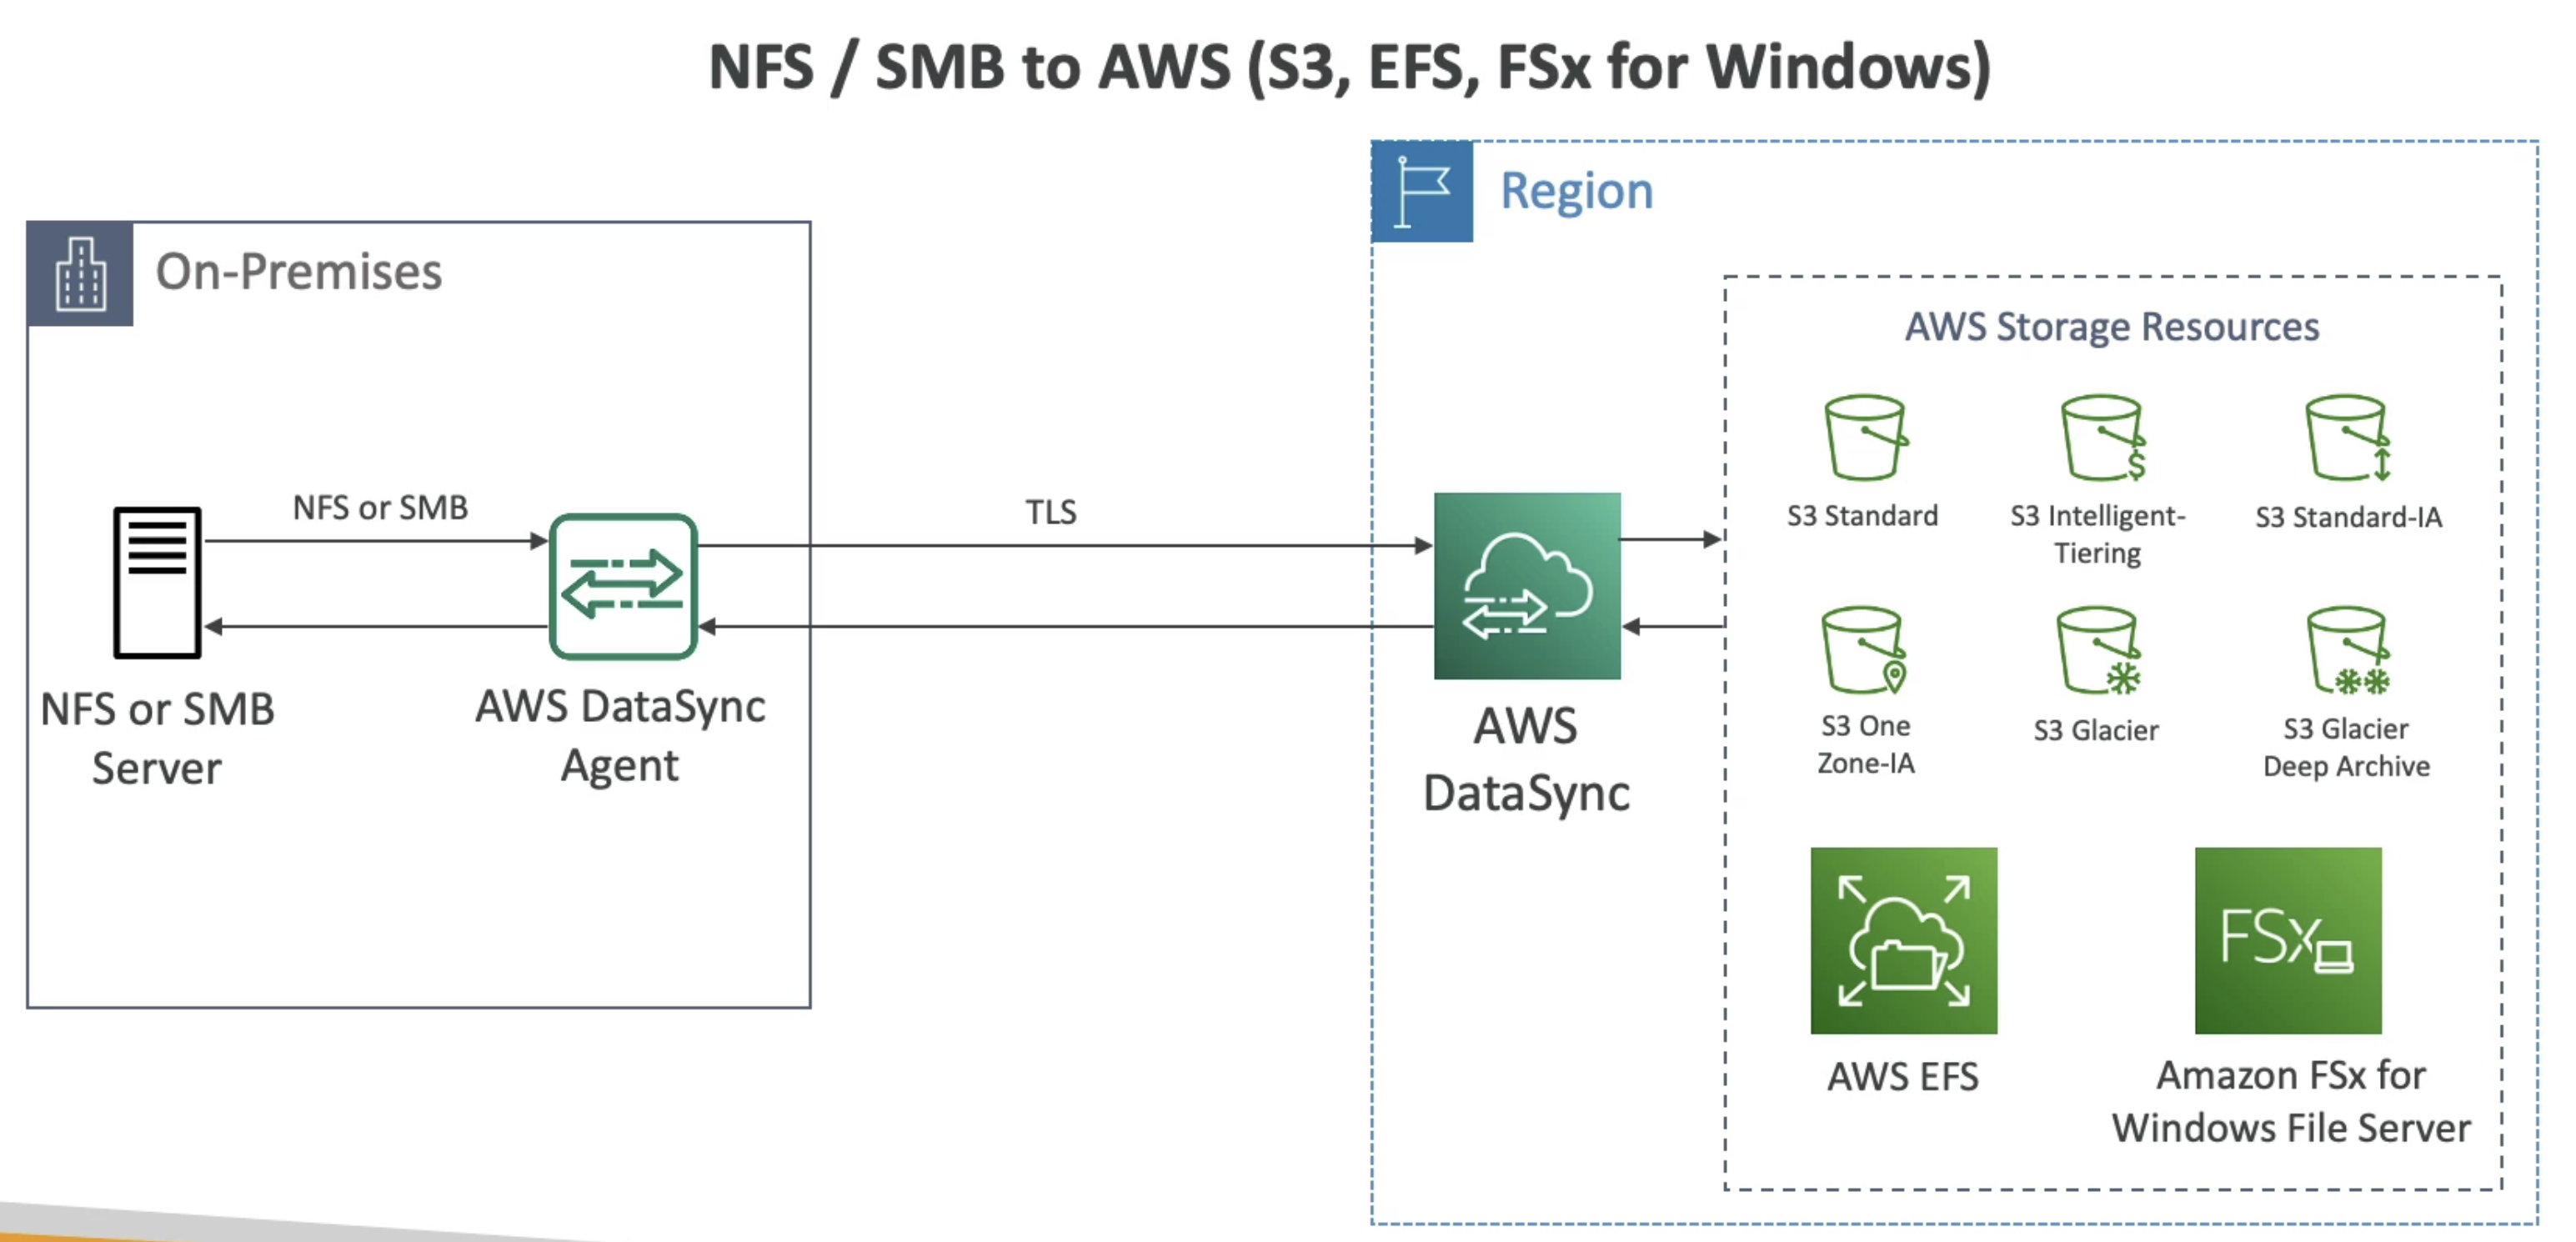 NFS / SMB to AWS (S3, EFS, FSx for Windows)
Region
On-Premises
AWS Storage Resources
S3 Standard
S3 Intelligent-
Tiering
S3 Standard-IA
NFS or SMB
TLS
S3 One
Zone-IA
S3 Glacier
S3 Glacier
Deep Archive
NFS or SMB
Server
AWS DataSync
Agent
AWS
DataSync
FSx
AWS EFS
Amazon FSx for
Windows File Server